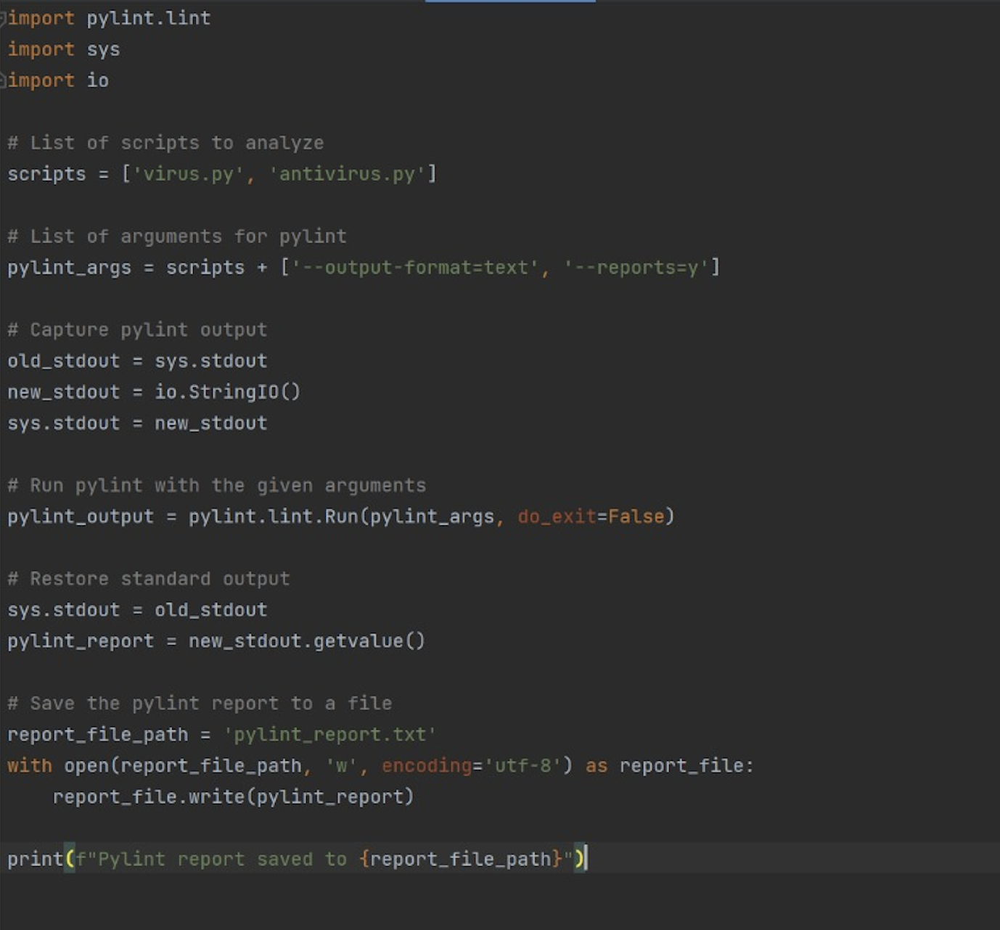 import pylint.lint
import sys
import io
# List of scripts to analyze
scripts = ['virus.py', 'antivirus.py']
# List of arguments for pylint
pylint_args = scripts + ['--output-format=text', '--reports=y']
# Capture pylint output
old_stdout = sys.stdout
new_stdout = io.StringIO()
sys.stdout = new_stdout
# Run pylint with the given arguments
pylint_output = pylint.lint.Run(pylint_args, do_exit=False)
# Restore standard output
sys.stdout = old_stdout
pylint_report = new_stdout.getvalue()
# Save the pylint report to a file
report_file_path = 'pylint_report.txt'
with open(report_file_path, 'w', encoding='utf-8') as report_file:
    report_file.write(pylint_report)
print(f"Pylint report saved to {report_file_path}")